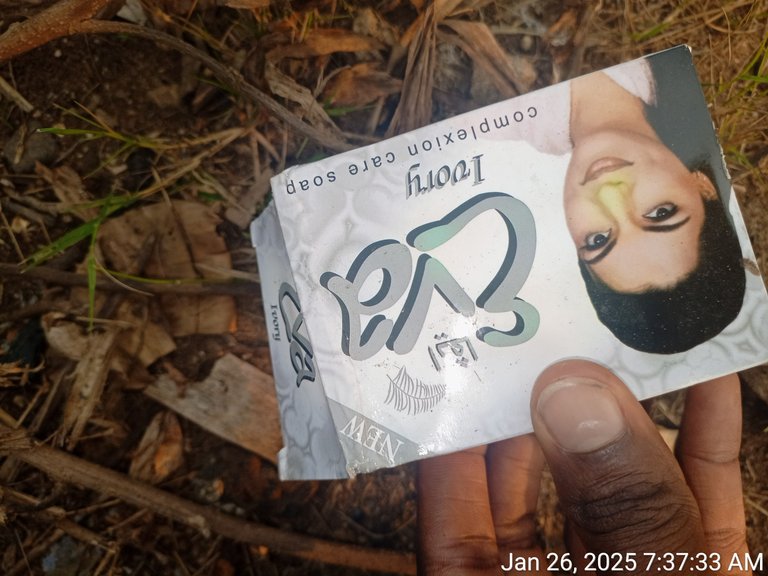 NEW
Eva
Ivory
complexion care soap
Eva
Ivory
Jan 26, 2025 7:37:33 AM